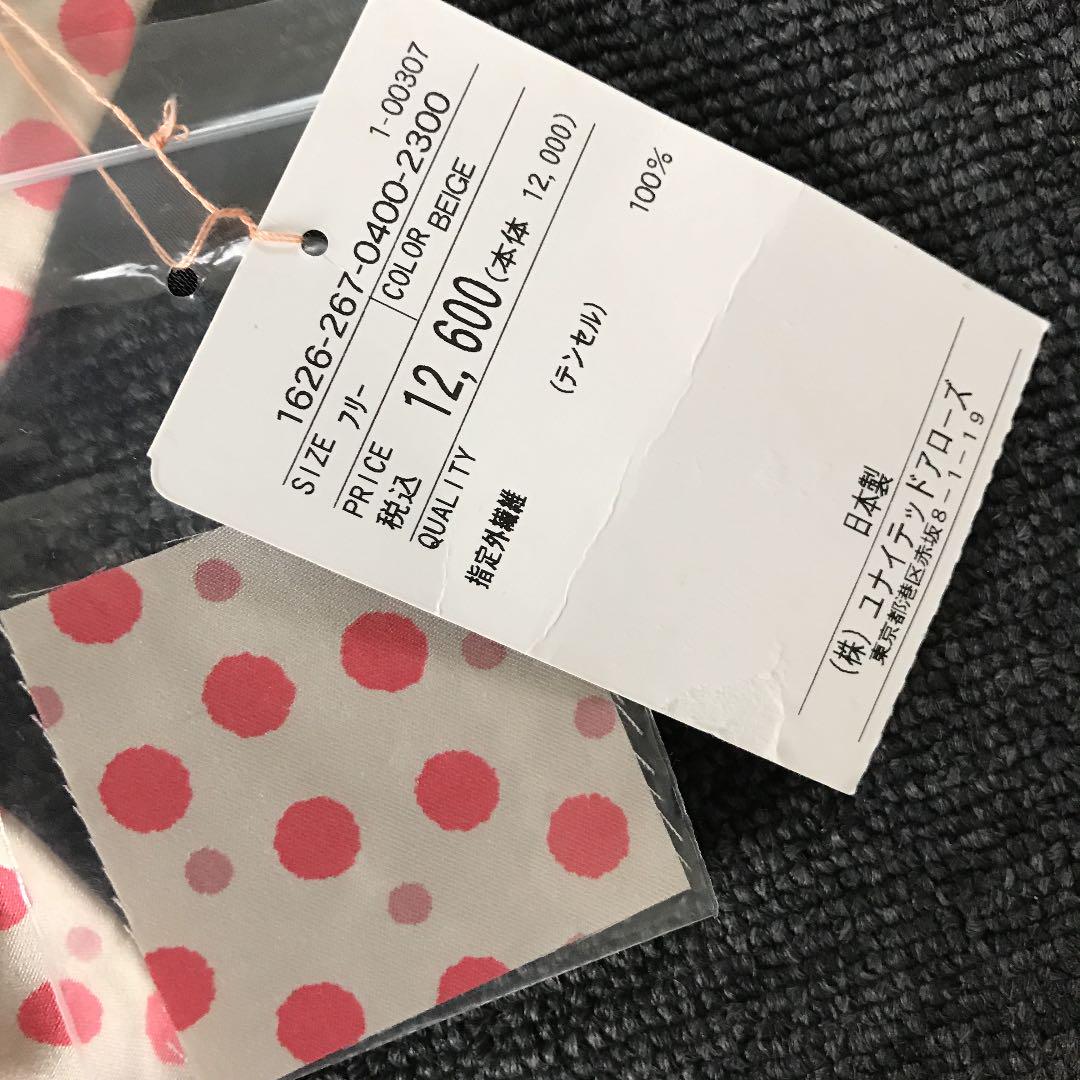 1-00307
1626-267-0400-2300
SIZE フリー COLOR BEIGE
PRICE
税込 12,600(本体 12,000)
QUALITY
指定外繊維 (テンセル) 100%
日本製
(株) ユナイテッドアローズ
東京都港区赤坂8-1-19